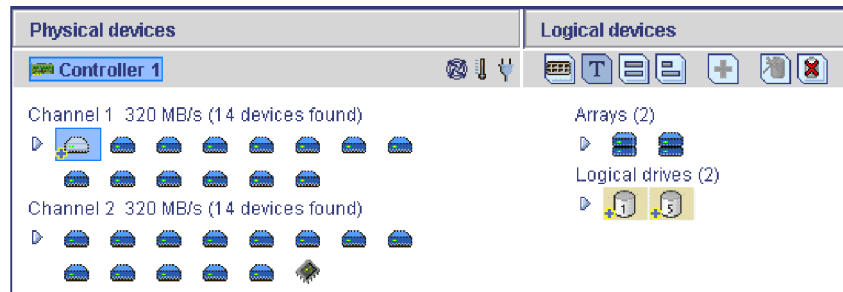 Physical devices
Logical devices
Controller 1
T
Channel 1 320 MB/s (14 devices found)
Arrays (2)
Logical drives (2)
1 5
Channel 2 320 MB/s (14 devices found)